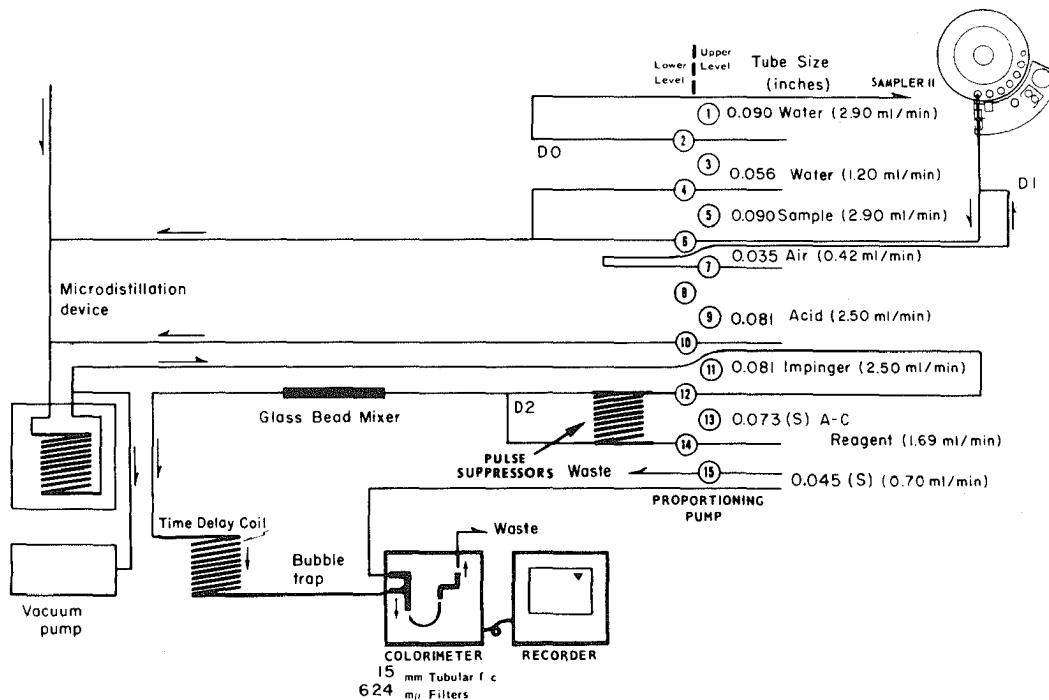 Lower
Level
Upper
Level
Tube Size
(inches)
SAMPLER II
1 0.090 Water (2.90 ml/min)
2
DO
3
0.056 Water (1.20 ml/min)
4
D1
5 0.090 Sample (2.90 ml/min)
6
0.035 Air (0.42 ml/min)
7
8
Microdistillation
device
9 0.081 Acid (2.50 ml/min)
10
11 0.081 Impinger (2.50 ml/min)
12
Glass Bead Mixer
D2
13 0.073 (S) A-C
Reagent (1.69 ml/min)
14
PULSE
SUPPRESSORS
Waste
15
0.045 (S) (0.70 ml/min)
PROPORTIONING
PUMP
Time Delay Coil
Waste
Bubble
trap
Vacuum
pump
COLORIMETER
15 mm Tubular f c
624 mμ Filters
RECORDER